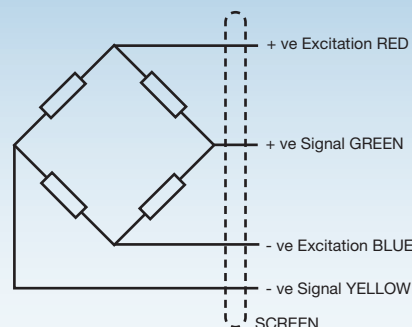 + ve Excitation RED
+ ve Signal GREEN
- ve Excitation BLUE
- ve Signal YELLOW
SCREEN